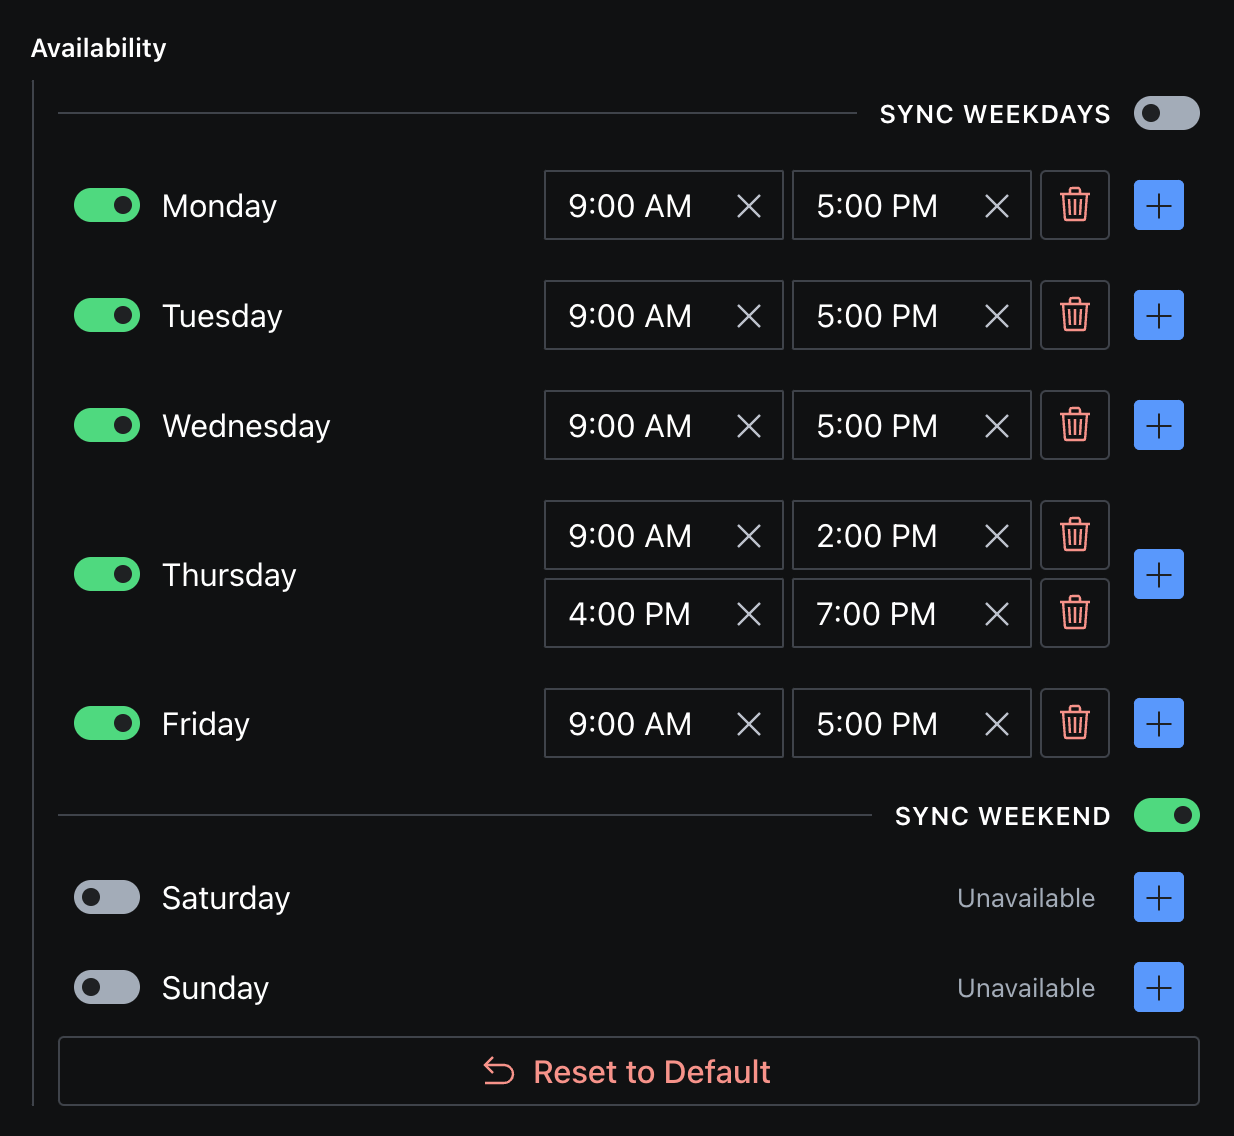 Availability
SYNC WEEKDAYS
Monday 9:00 AM 5:00 PM
Tuesday 9:00 AM 5:00 PM
Wednesday 9:00 AM 5:00 PM
Thursday 9:00 AM 2:00 PM
4:00 PM 7:00 PM
Friday 9:00 AM 5:00 PM
SYNC WEEKEND
Saturday Unavailable
Sunday Unavailable
Reset to Default